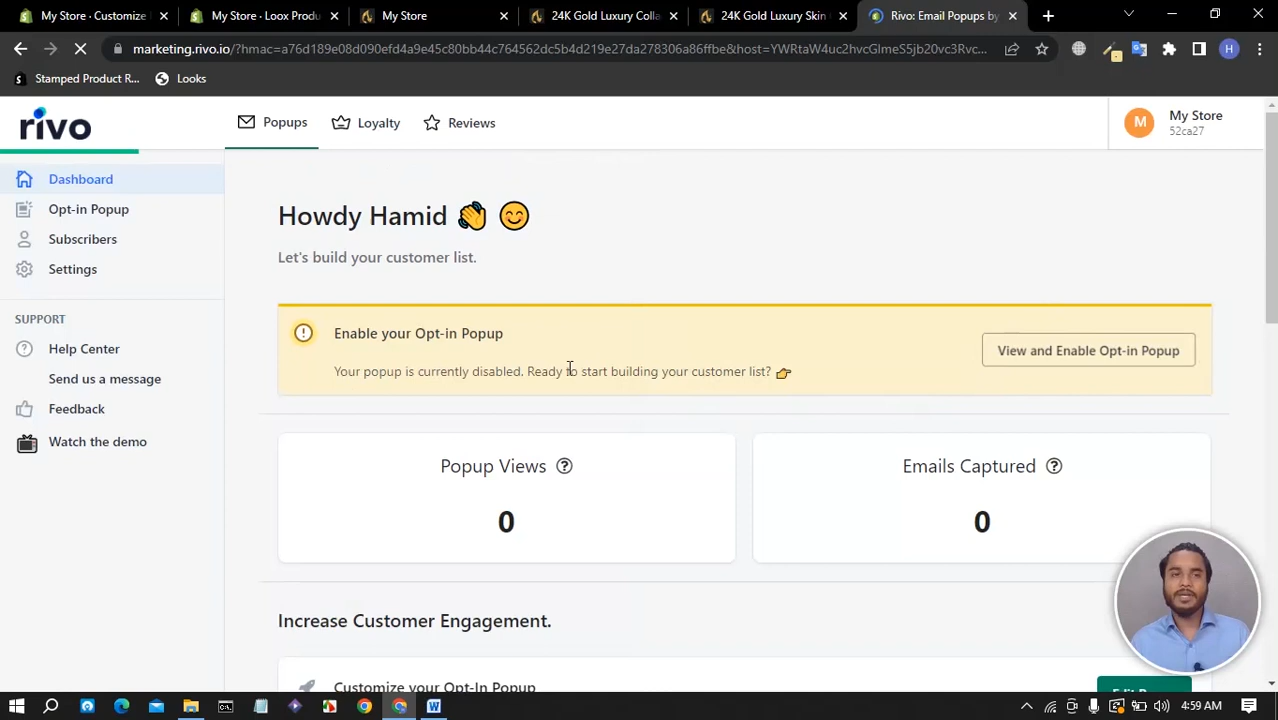 My Store · Customize
My Store · Loox Produ
My Store
24K Gold Luxury Colla
24K Gold Luxury Skin
Rivo: Email Popups by
marketing.rivo.io/?hmac=a76d189e08d090efd4a9e45c80bb44c764562dc5b4d219e27da278306a86ffbe&host=YWRtaW4uc2hvcGlmeS5jb20vc3Rvc...
H
Stamped Product R...
Looks
rivo
Popups
Loyalty
Reviews
M
My Store
52ca27
Dashboard
Opt-in Popup
Subscribers
Settings
SUPPORT
Help Center
Send us a message
Feedback
Watch the demo
Howdy Hamid 👋 😊
Let's build your customer list.
Enable your Opt-in Popup
Your popup is currently disabled. Ready to start building your customer list? 👉
View and Enable Opt-in Popup
Popup Views
0
Emails Captured
0
Increase Customer Engagement.
Customize your Opt-In Popup
4:59 AM